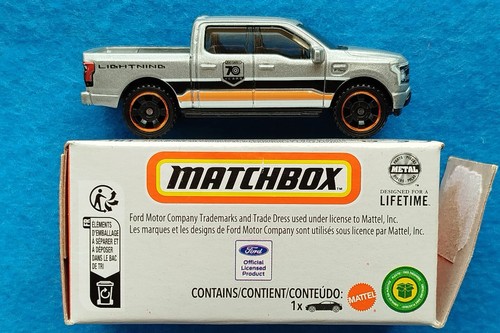 LIGHTNING
70
MATCHBOX
METAL
DESIGNED FOR A
LIFETIME
Ford Motor Company Trademarks and Trade Dress used under license to Mattel, Inc.
Les marques et les designs de Ford Motor Company sont utilisés sous licence par Mattel, Inc.
FR
ÉLÉMENTS
D'EMBALLAGE
À SÉPARER ET
À DÉPOSER
DANS LE BAC
DE TRI
Ford
Official
Licensed
Product
CONTAINS/CONTIENT/CONTEÚDO:
1x
MATTEL